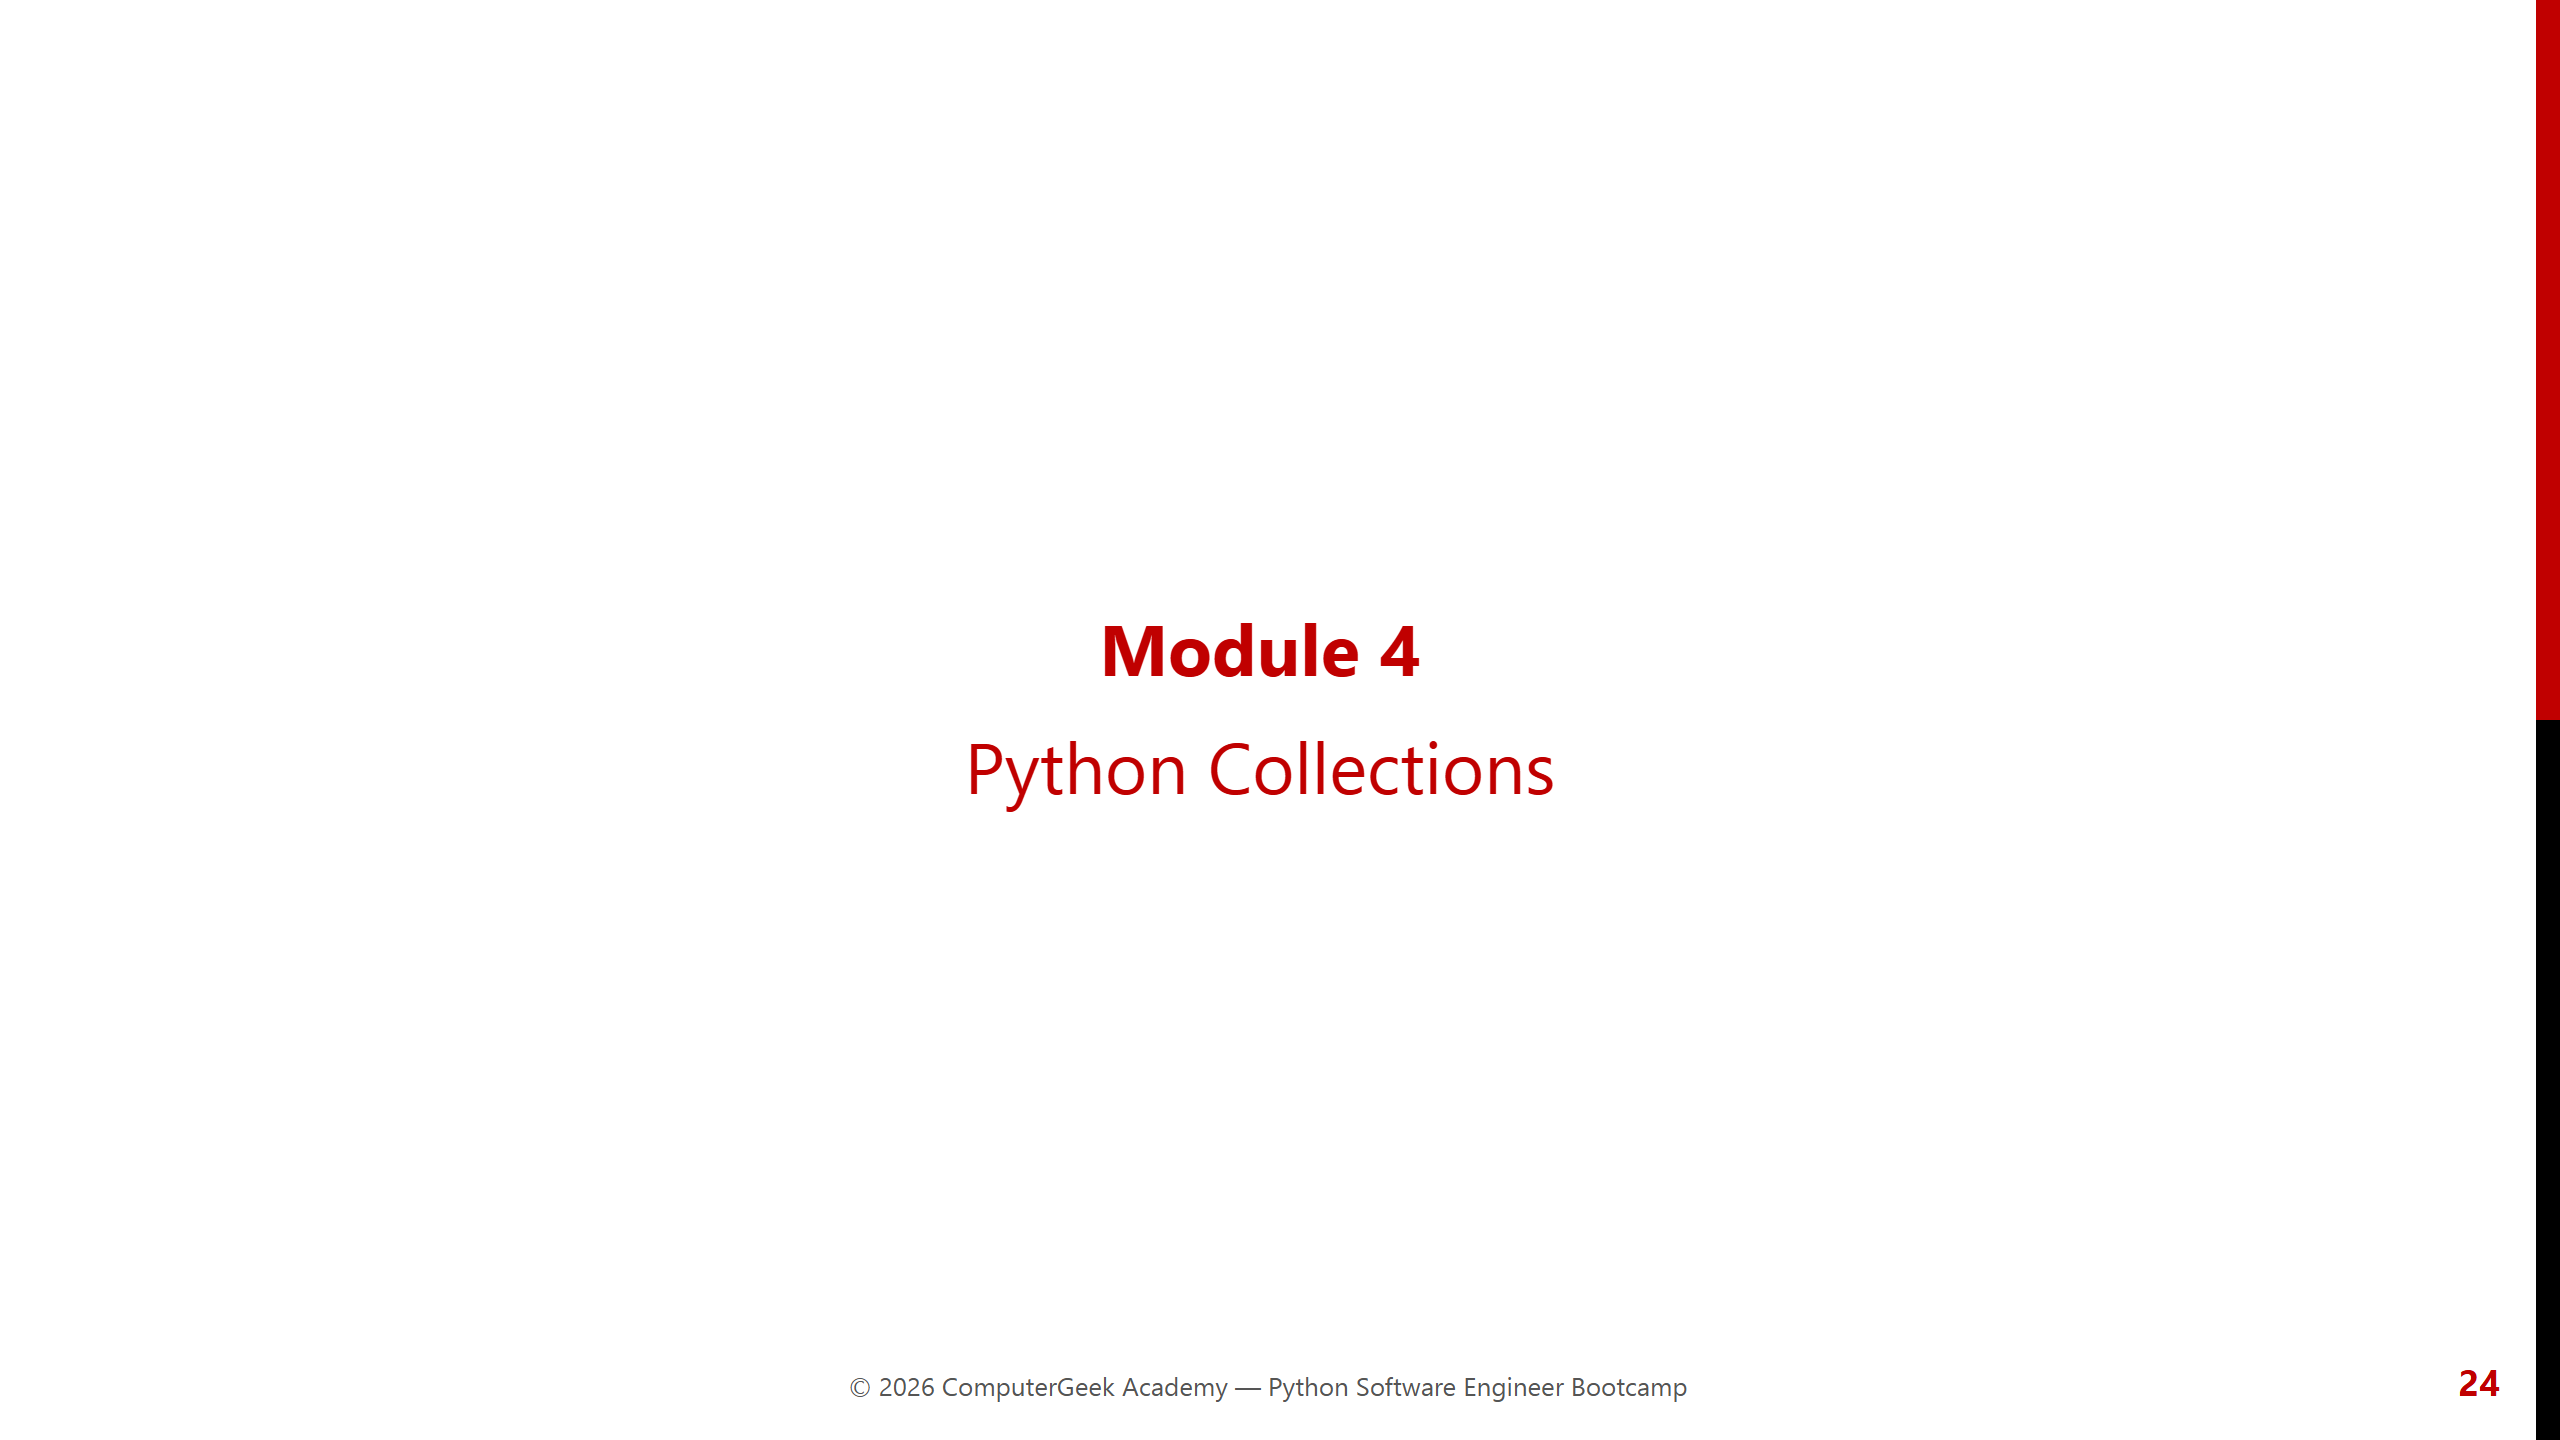 Module 4
Python Collections
© 2026 ComputerGeek Academy — Python Software Engineer Bootcamp
24